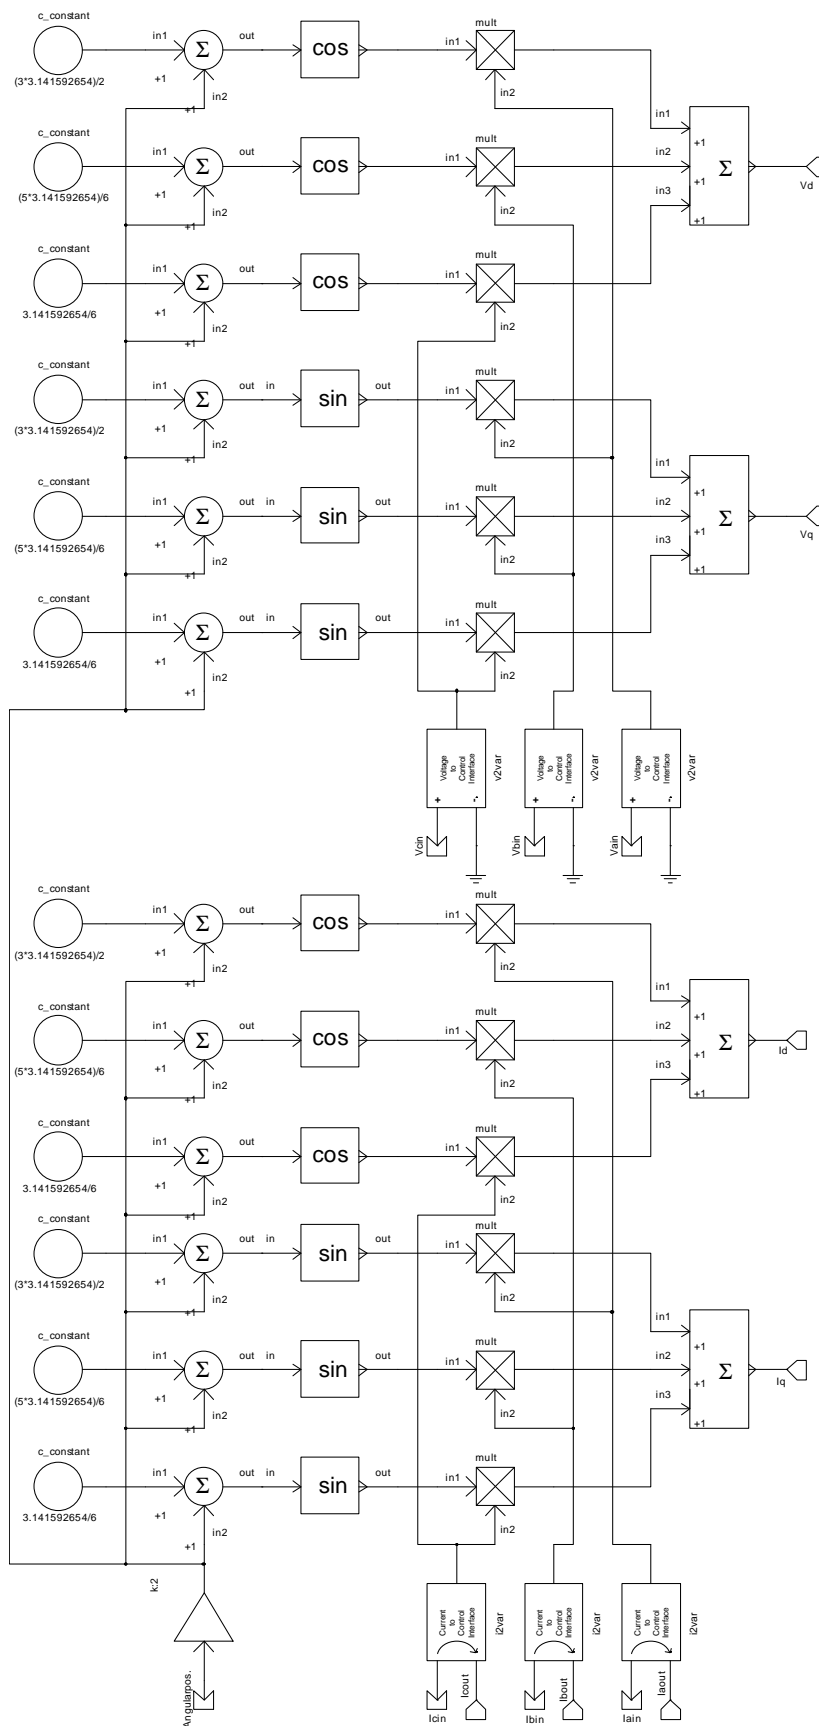 c_constant
in1
Σ
out
cos
in1
mult
(3*3.141592654)/2
+1
+1
in2
in2
in1
+1
c_constant
in1
Σ
out
cos
in1
mult
in2
Σ
Vd
(5*3.141592654)/6
+1
+1
in2
in2
+1
in3
+1
c_constant
in1
Σ
out
cos
in1
mult
3.141592654/6
+1
+1
in2
in2
c_constant
in1
Σ
out
in
sin
out
in1
mult
(3*3.141592654)/2
+1
+1
in2
in2
in1
+1
c_constant
in1
Σ
out
in
sin
out
in1
mult
in2
Σ
Vq
(5*3.141592654)/6
+1
+1
in2
in2
+1
in3
+1
c_constant
in1
Σ
out
in
sin
out
in1
mult
3.141592654/6
+1
+1
in2
in2
Voltage
to
Control
Interface
+
-
v2var
Vcin
Voltage
to
Control
Interface
+
-
v2var
Vbin
Voltage
to
Control
Interface
+
-
v2var
Vain
c_constant
in1
Σ
out
cos
in1
mult
(3*3.141592654)/2
+1
+1
in2
in2
in1
+1
c_constant
in1
Σ
out
cos
in1
mult
in2
Σ
Id
(5*3.141592654)/6
+1
+1
in2
in2
+1
in3
+1
c_constant
in1
Σ
out
cos
in1
mult
3.141592654/6
+1
+1
in2
in2
c_constant
in1
Σ
out
in
sin
out
in1
mult
(3*3.141592654)/2
+1
+1
in2
in2
in1
+1
c_constant
in1
Σ
out
in
sin
out
in1
mult
in2
Σ
Iq
(5*3.141592654)/6
+1
+1
in2
in2
+1
in3
+1
c_constant
in1
Σ
out
in
sin
out
in1
mult
3.141592654/6
+1
+1
in2
in2
k:2
Angularpos.
Current
to
Control
Interface
i2var
Icin
Icout
Current
to
Control
Interface
i2var
Ibin
Ibout
Current
to
Control
Interface
i2var
Iain
Iaout